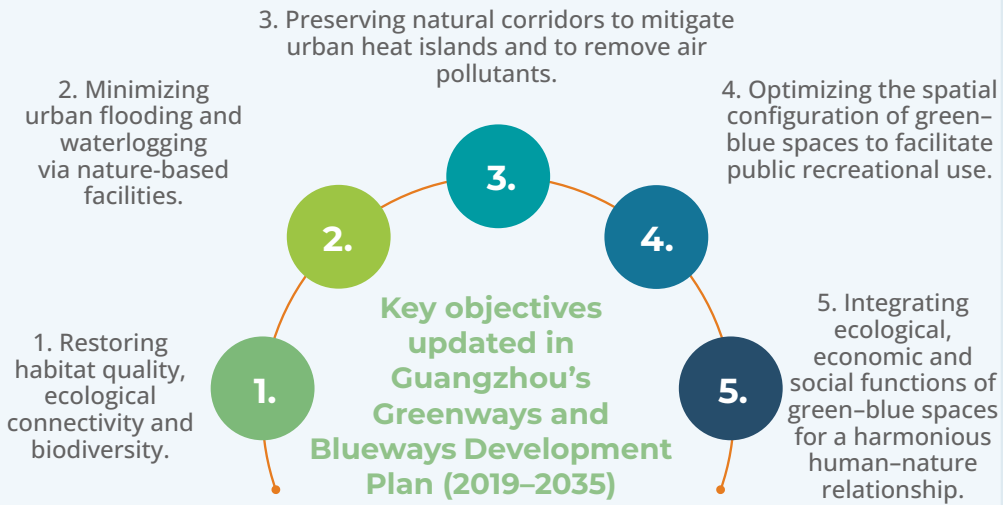 3. Preserving natural corridors to mitigate
urban heat islands and to remove air
pollutants.
2. Minimizing
urban flooding and
waterlogging
via nature-based
facilities.
4. Optimizing the spatial
configuration of green–
blue spaces to facilitate
public recreational use.
3.
2.
4.
1. Restoring
habitat quality,
ecological
connectivity and
biodiversity.
1.
Key objectives
updated in
Guangzhou’s
Greenways and
Blueways Development
Plan (2019–2035)
5.
5. Integrating
ecological,
economic and
social functions of
green–blue spaces
for a harmonious
human–nature
relationship.